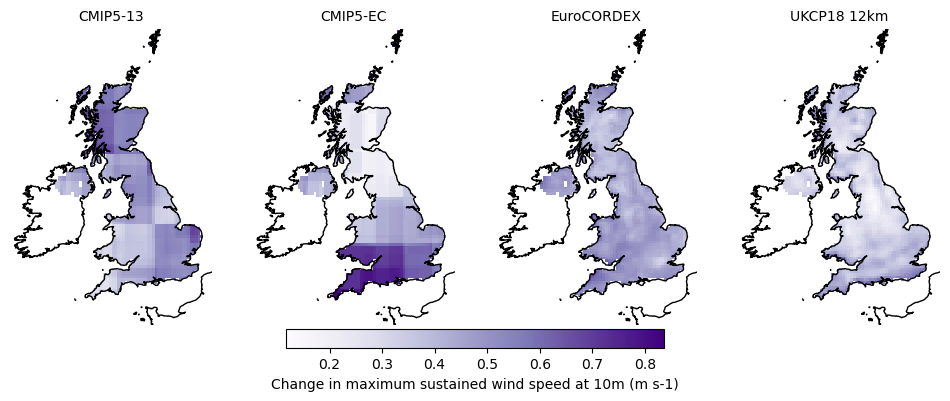 CMIP5-13
CMIP5-EC
EuroCORDEX
UKCP18 12km
0.2 0.3 0.4 0.5 0.6 0.7 0.8
Change in maximum sustained wind speed at 10m (m s-1)